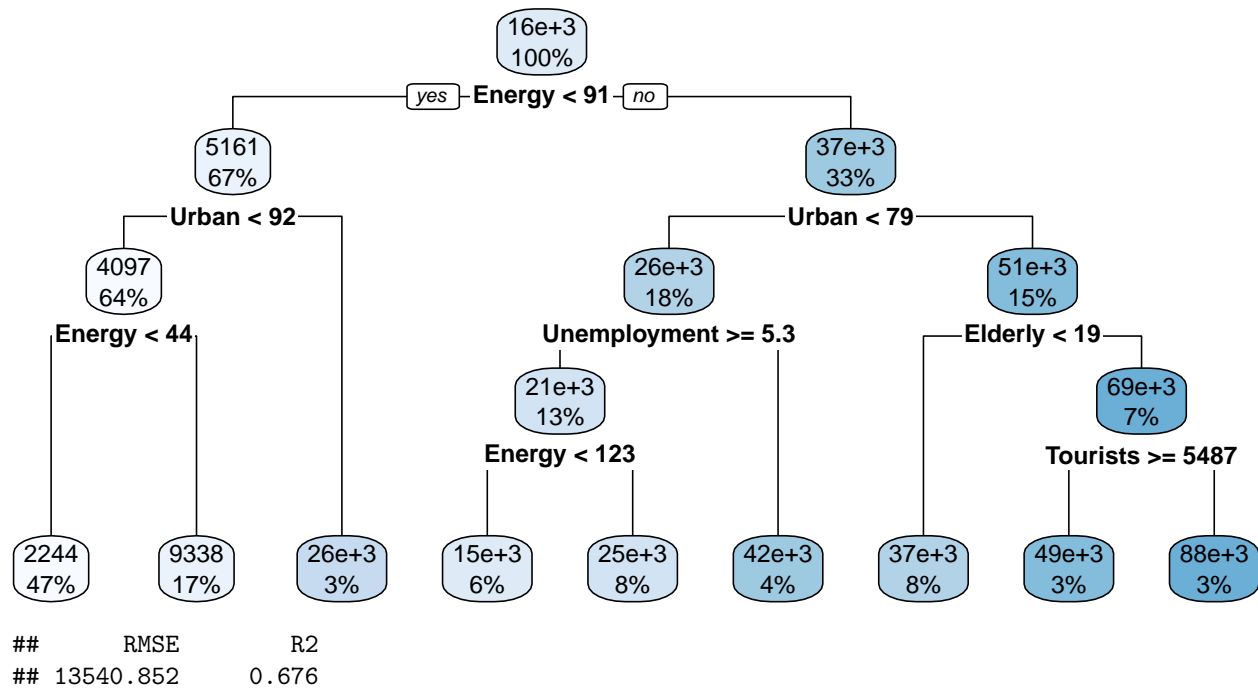 16e+3
100%
yes Energy < 91 no
5161
67%
37e+3
33%
Urban < 92
Urban < 79
4097
64%
26e+3
18%
51e+3
15%
Energy < 44
Unemployment >= 5.3
Elderly < 19
21e+3
13%
69e+3
7%
Energy < 123
Tourists >= 5487
2244
47%
9338
17%
26e+3
3%
15e+3
6%
25e+3
8%
42e+3
4%
37e+3
8%
49e+3
3%
88e+3
3%
## RMSE R2
## 13540.852 0.676